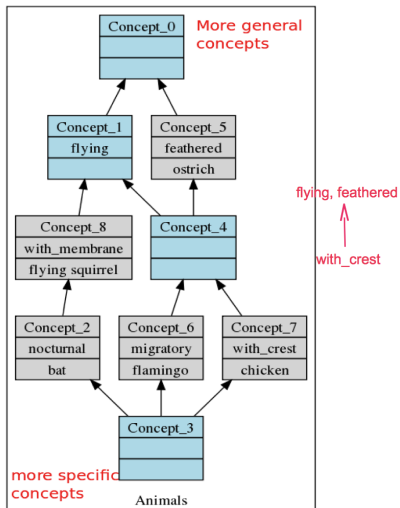 Concept_0
More general
concepts
Concept_1
flying
Concept_5
feathered
ostrich
flying, feathered
with_crest
Concept_8
with_membrane
flying squirrel
Concept_4
Concept_2
nocturnal
bat
Concept_6
migratory
flamingo
Concept_7
with_crest
chicken
Concept_3
more specific
concepts
Animals